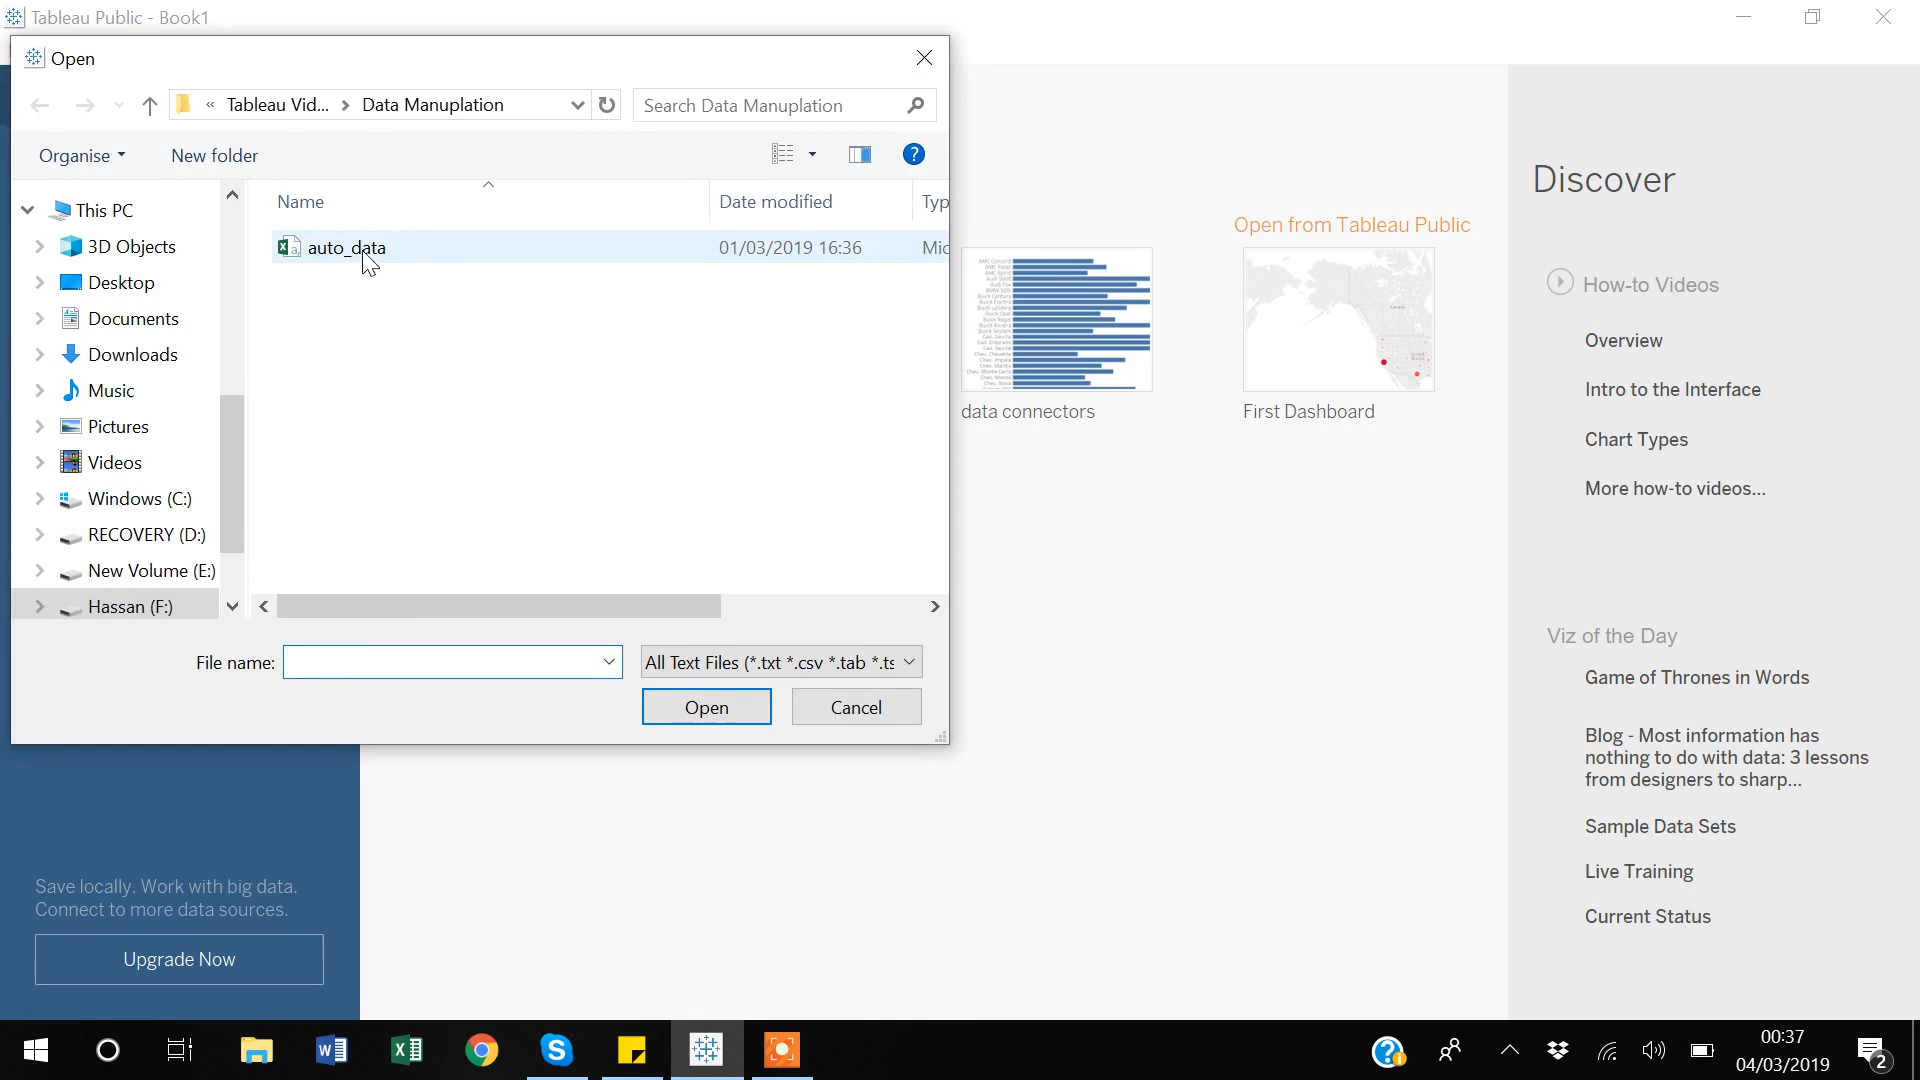 Tableau Public - Book1
Open
« Tableau Vid... > Data Manuplation
Search Data Manuplation
Organise
New folder
Name
Date modified
Typ
This PC
3D Objects
Desktop
Documents
Downloads
Music
Pictures
Videos
Windows (C:)
RECOVERY (D:)
New Volume (E:)
Hassan (F:)
auto_data
01/03/2019 16:36
Mic
File name:
All Text Files (*.txt *.csv *.tab *.ts
Open
Cancel
Open from Tableau Public
data connectors
First Dashboard
Discover
How-to Videos
Overview
Intro to the Interface
Chart Types
More how-to videos...
Viz of the Day
Game of Thrones in Words
Blog - Most information has
nothing to do with data: 3 lessons
from designers to sharp...
Sample Data Sets
Live Training
Current Status
Save locally. Work with big data.
Connect to more data sources.
Upgrade Now
00:37
04/03/2019
2